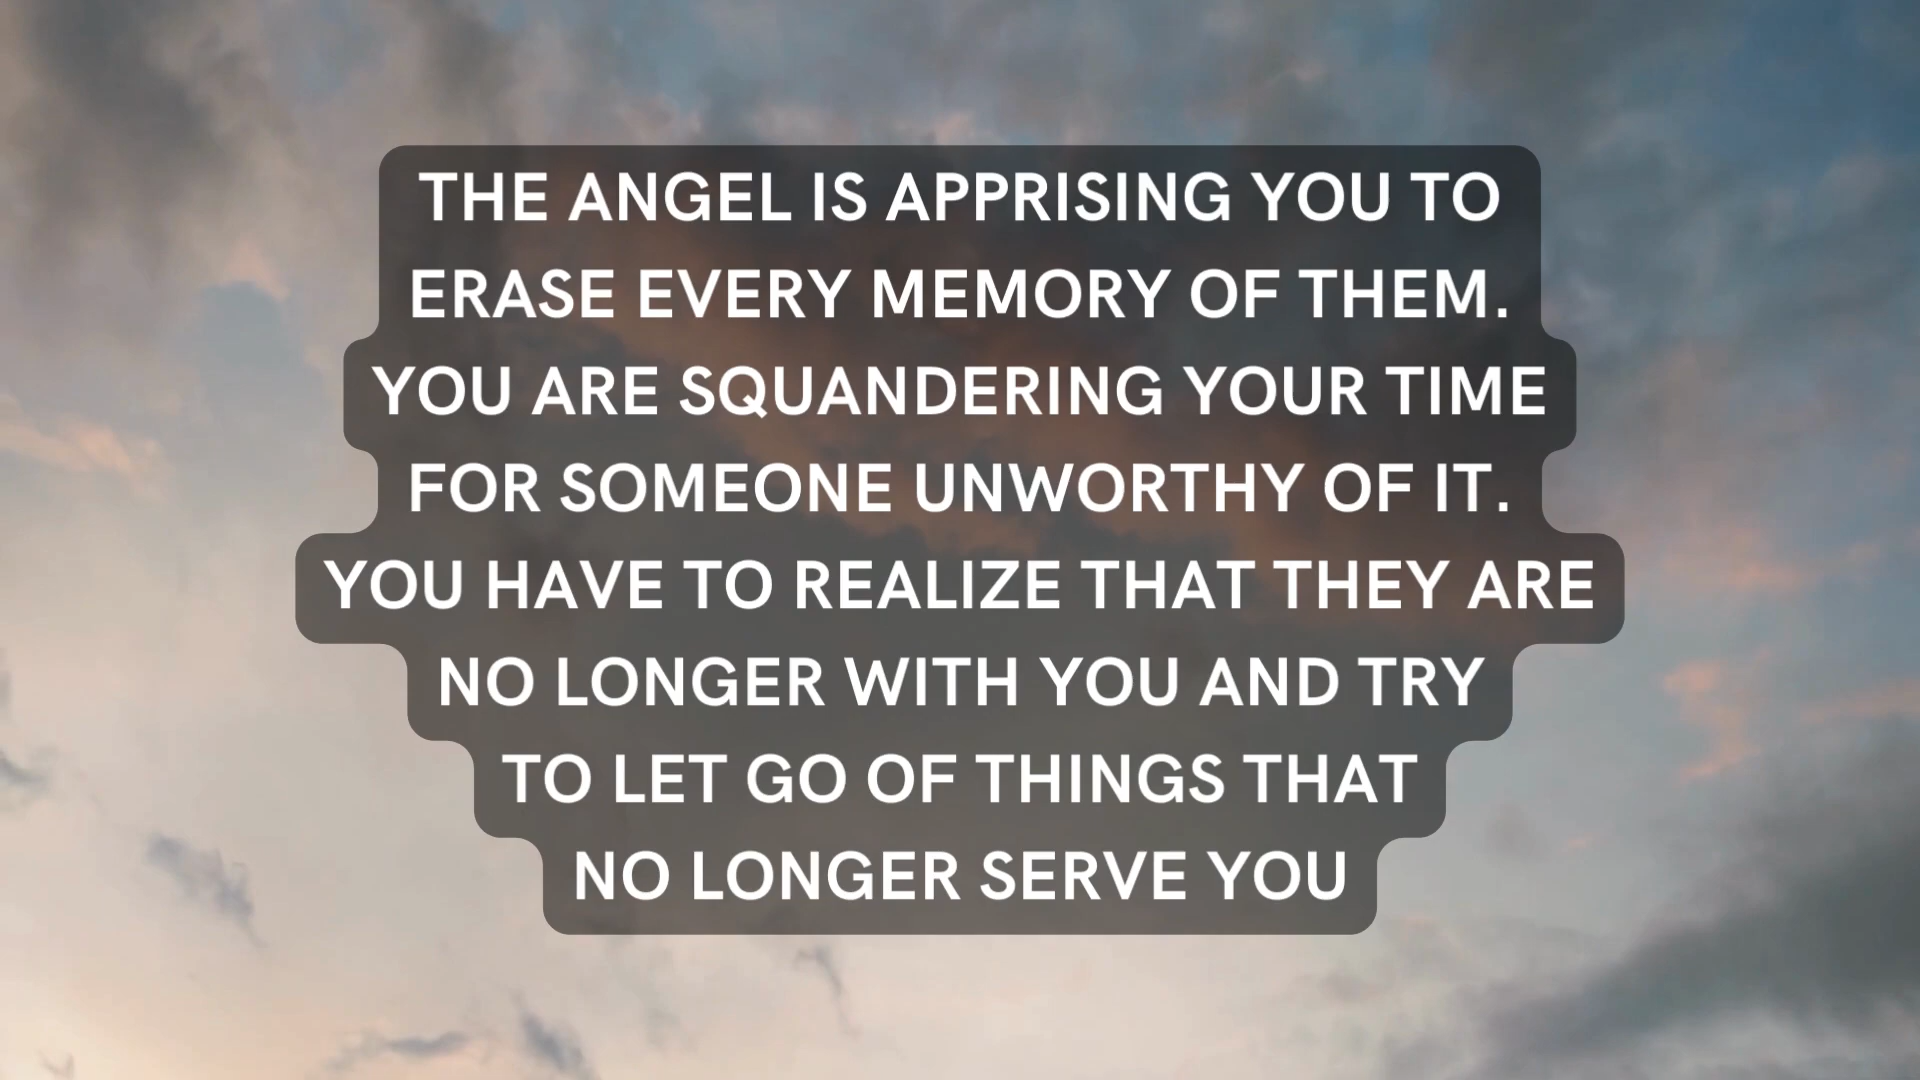 THE ANGEL IS APPRISING YOU TO
ERASE EVERY MEMORY OF THEM.
YOU ARE SQUANDERING YOUR TIME
FOR SOMEONE UNWORTHY OF IT.
YOU HAVE TO REALIZE THAT THEY ARE
NO LONGER WITH YOU AND TRY
TO LET GO OF THINGS THAT
NO LONGER SERVE YOU